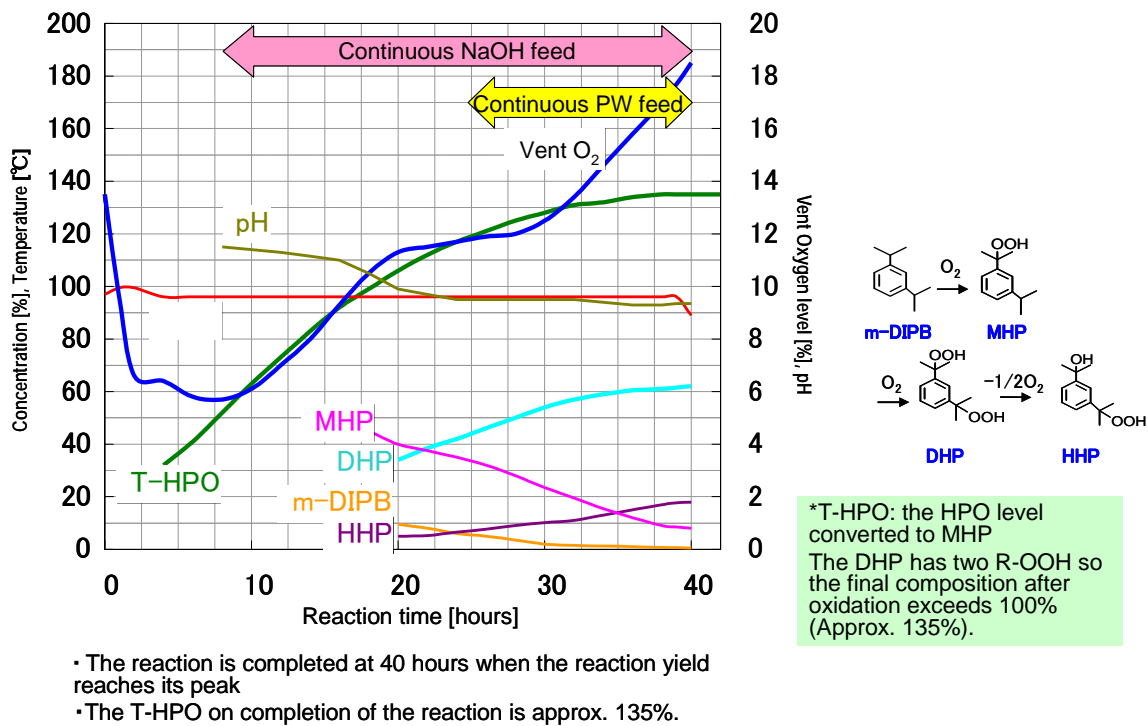 200
180
160
140
120
100
80
60
40
20
0
Concentration [%], Temperature [℃]
20
18
16
14
12
10
8
6
4
2
0
Vent Oxygen level [%], pH
Continuous NaOH feed
Continuous PW feed
Vent O₂
pH
MHP
DHP
T-HPO
m-DIPB
HHP
0 10 20 30 40
Reaction time [hours]
・The reaction is completed at 40 hours when the reaction yield
reaches its peak
・The T-HPO on completion of the reaction is approx. 135%.
OOH
O₂
m-DIPB MHP
O₂
OOH
OOH
-1/2O₂
OH
OOH
DHP HHP
*T-HPO: the HPO level
converted to MHP
The DHP has two R-OOH so
the final composition after
oxidation exceeds 100%
(Approx. 135%).